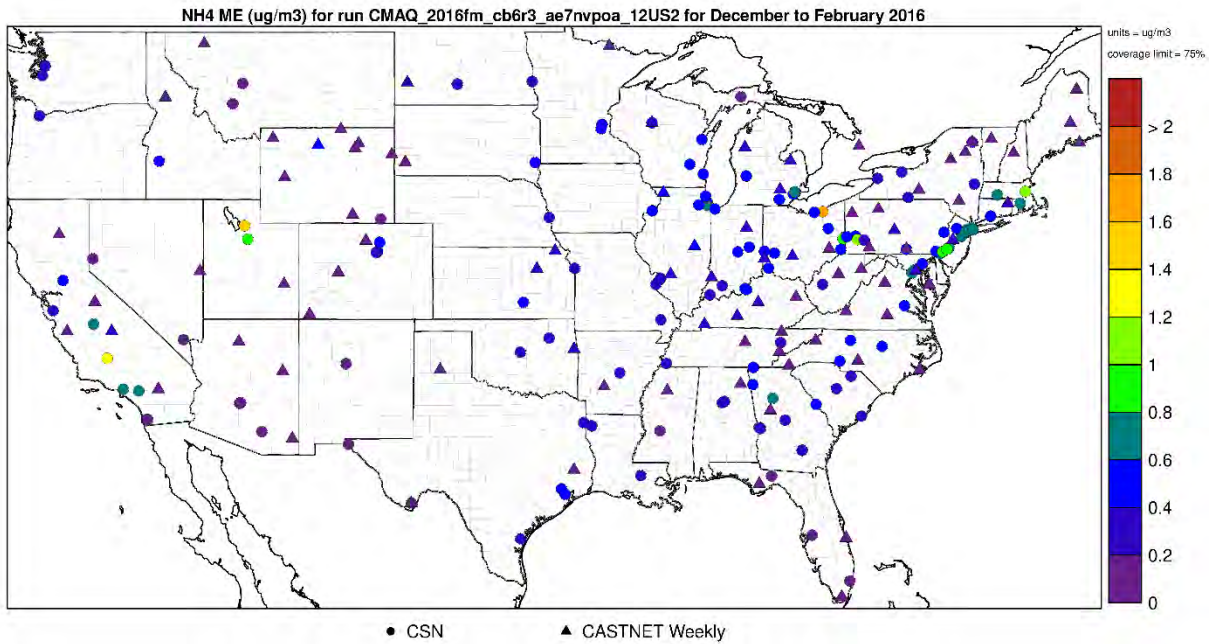 NH4 ME (ug/m3) for run CMAQ_2016fm_cb6r3_ae7nvpoa_12US2 for December to February 2016
units = ug/m3
coverage limit = 75%
> 2
1.8
1.6
1.4
1.2
1
0.8
0.6
0.4
0.2
0
● CSN ▲ CASTNET Weekly